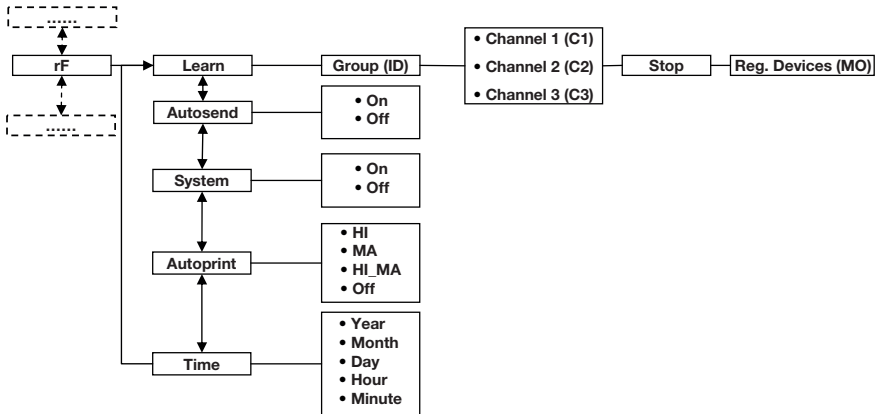 ......
rF
......
Learn
Group (ID)
• Channel 1 (C1)
• Channel 2 (C2)
• Channel 3 (C3)
Stop
Reg. Devices (MO)
Autosend
• On
• Off
System
• On
• Off
Autoprint
• HI
• MA
• HI_MA
• Off
Time
• Year
• Month
• Day
• Hour
• Minute